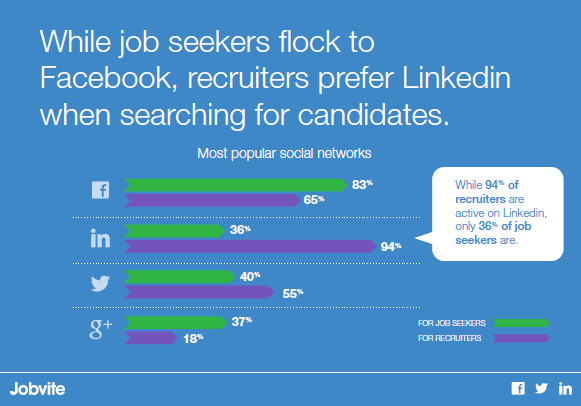 While job seekers flock to
Facebook, recruiters prefer Linkedin
when searching for candidates.
Most popular social networks
f
83%
65%
in
36%
94%
While 94% of
recruiters are
active on Linkedin,
only 36% of job
seekers are.
40%
55%
g+
37%
18%
FOR JOB SEEKERS
FOR RECRUITERS
Jobvite
f
in